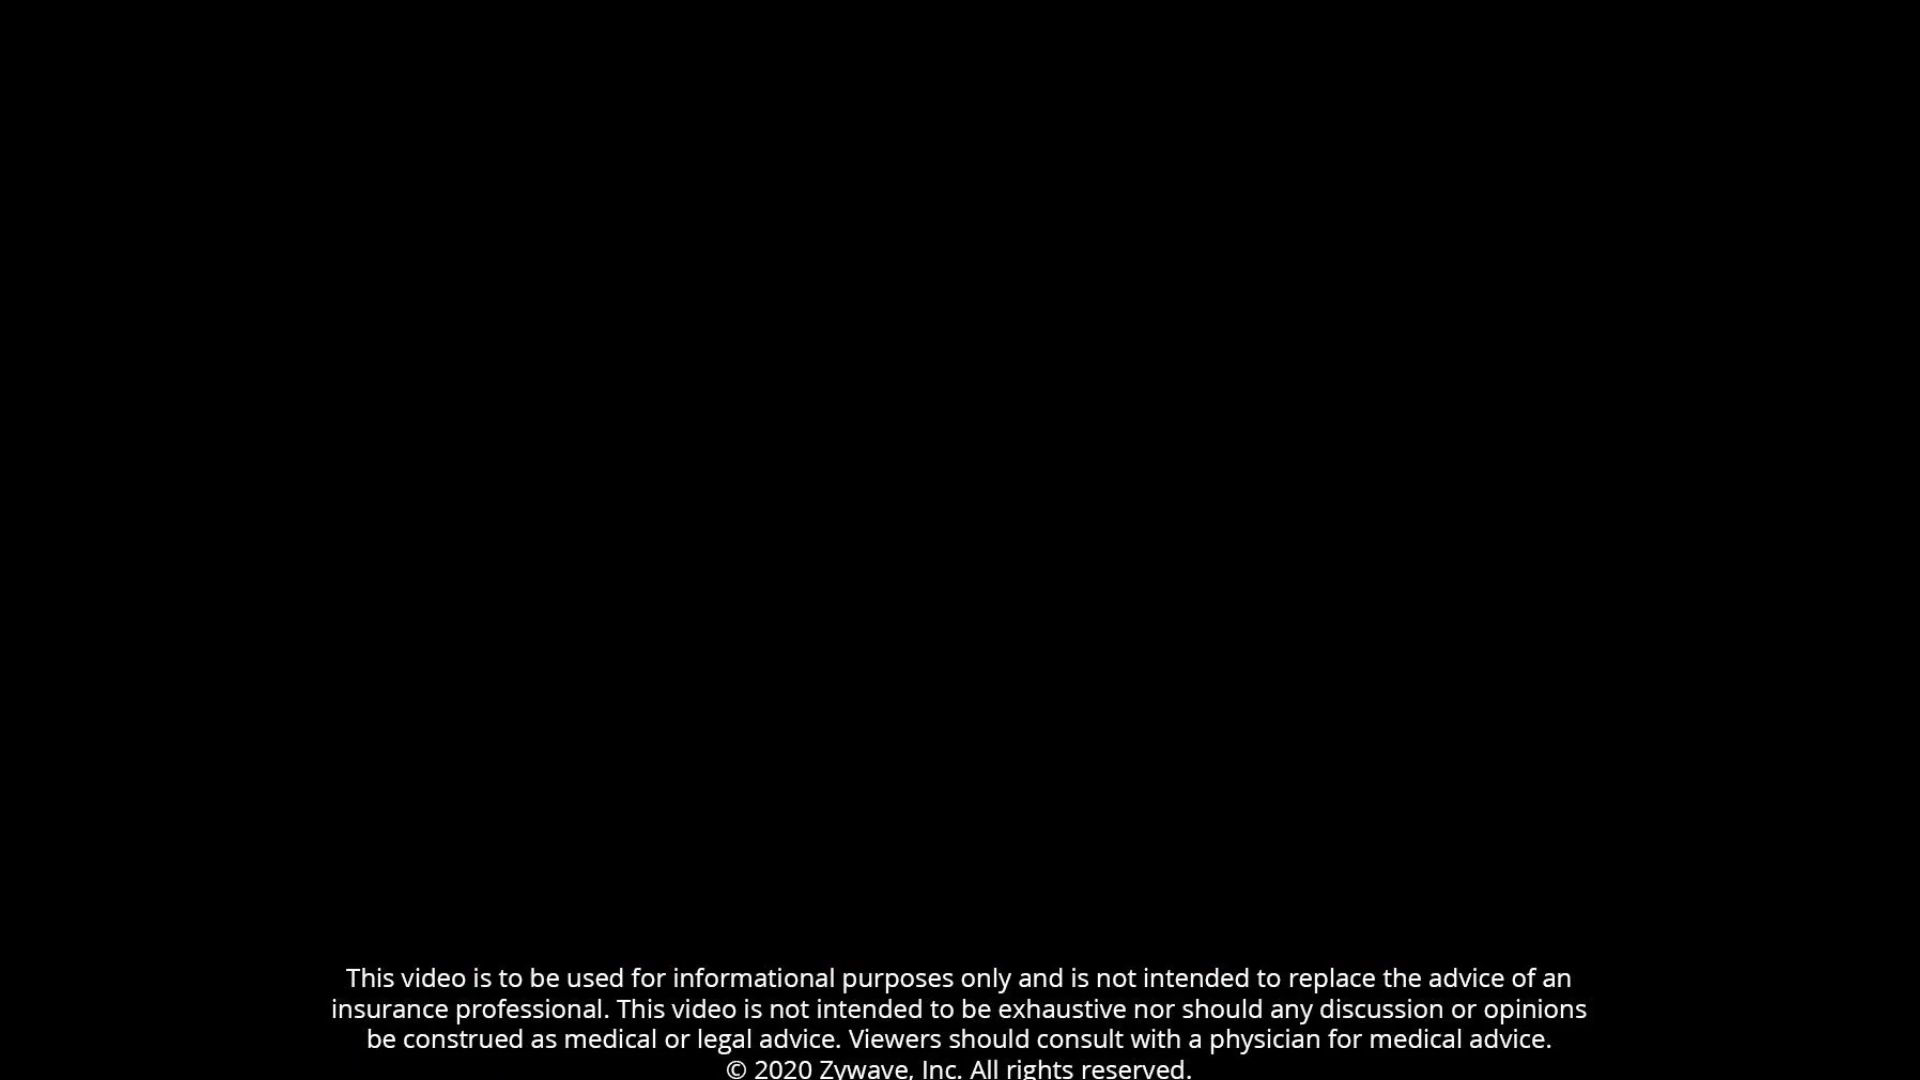 This video is to be used for informational purposes only and is not intended to replace the advice of an
insurance professional. This video is not intended to be exhaustive nor should any discussion or opinions
be construed as medical or legal advice. Viewers should consult with a physician for medical advice.
© 2020 Zywave, Inc. All rights reserved.